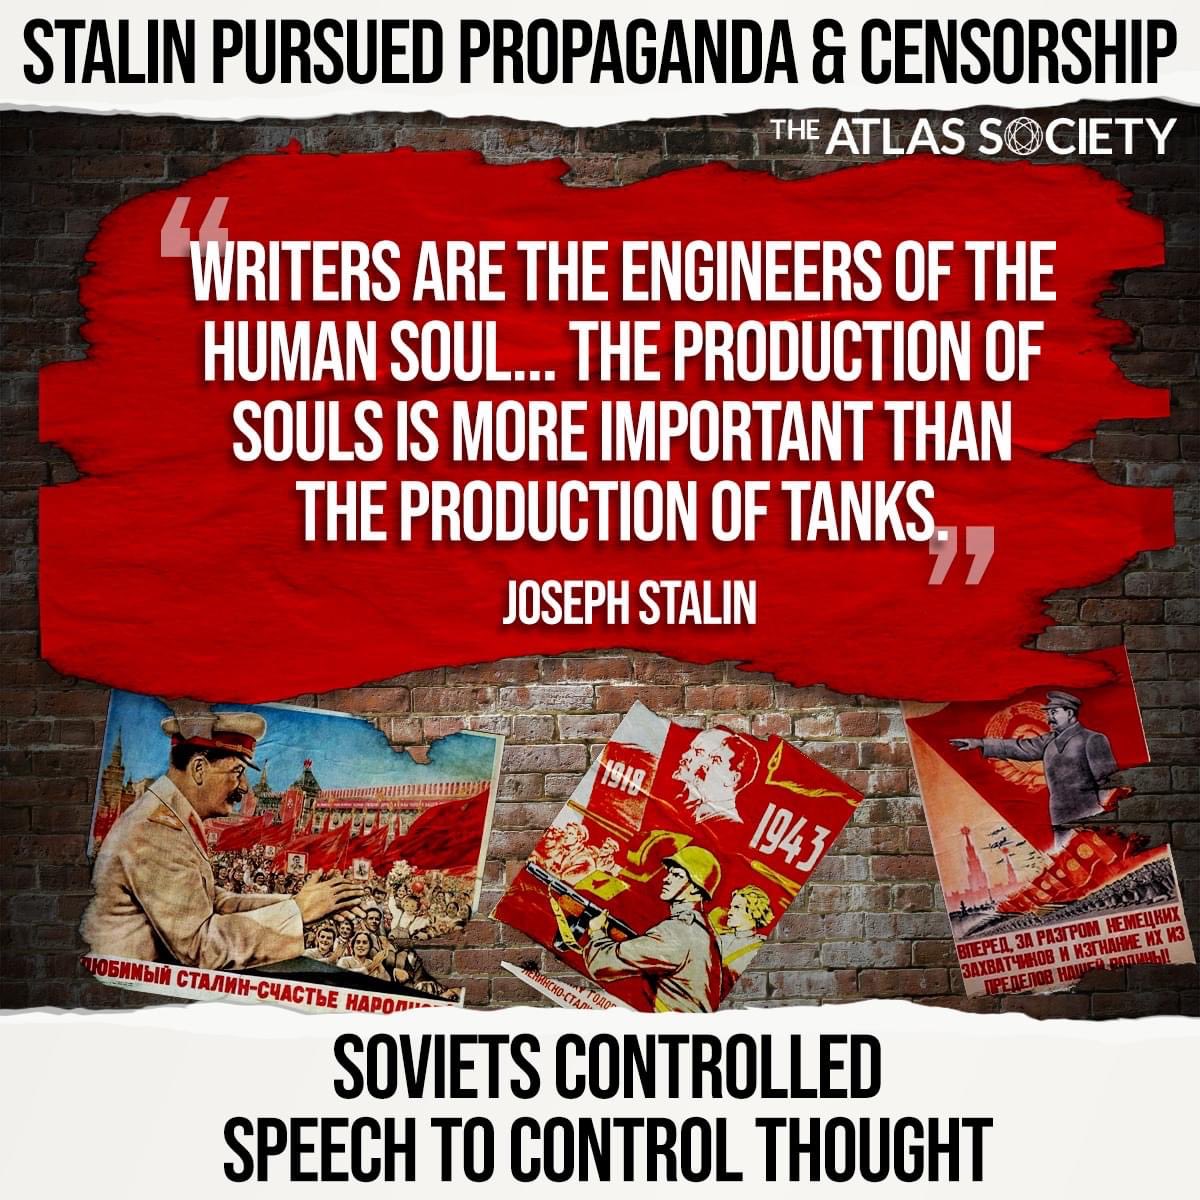 STALIN PURSUED PROPAGANDA & CENSORSHIP
THE ATLAS SOCIETY
“WRITERS ARE THE ENGINEERS OF THE
HUMAN SOUL... THE PRODUCTION OF
SOULS IS MORE IMPORTANT THAN
THE PRODUCTION OF TANKS.”
JOSEPH STALIN
ЛЮБИМЫЙ СТАЛИН-СЧАСТЬЕ
1918
1943
ВПЕРЕД, ЗА РАЗГРОМ НЕМЕЦКИХ
ЗАХВАТЧИКОВ И ИЗГНАНИЕ ИХ ИЗ
ПРЕДЕЛОВ НАШЕЙ РОДИНЫ!
SOVIETS CONTROLLED
SPEECH TO CONTROL THOUGHT